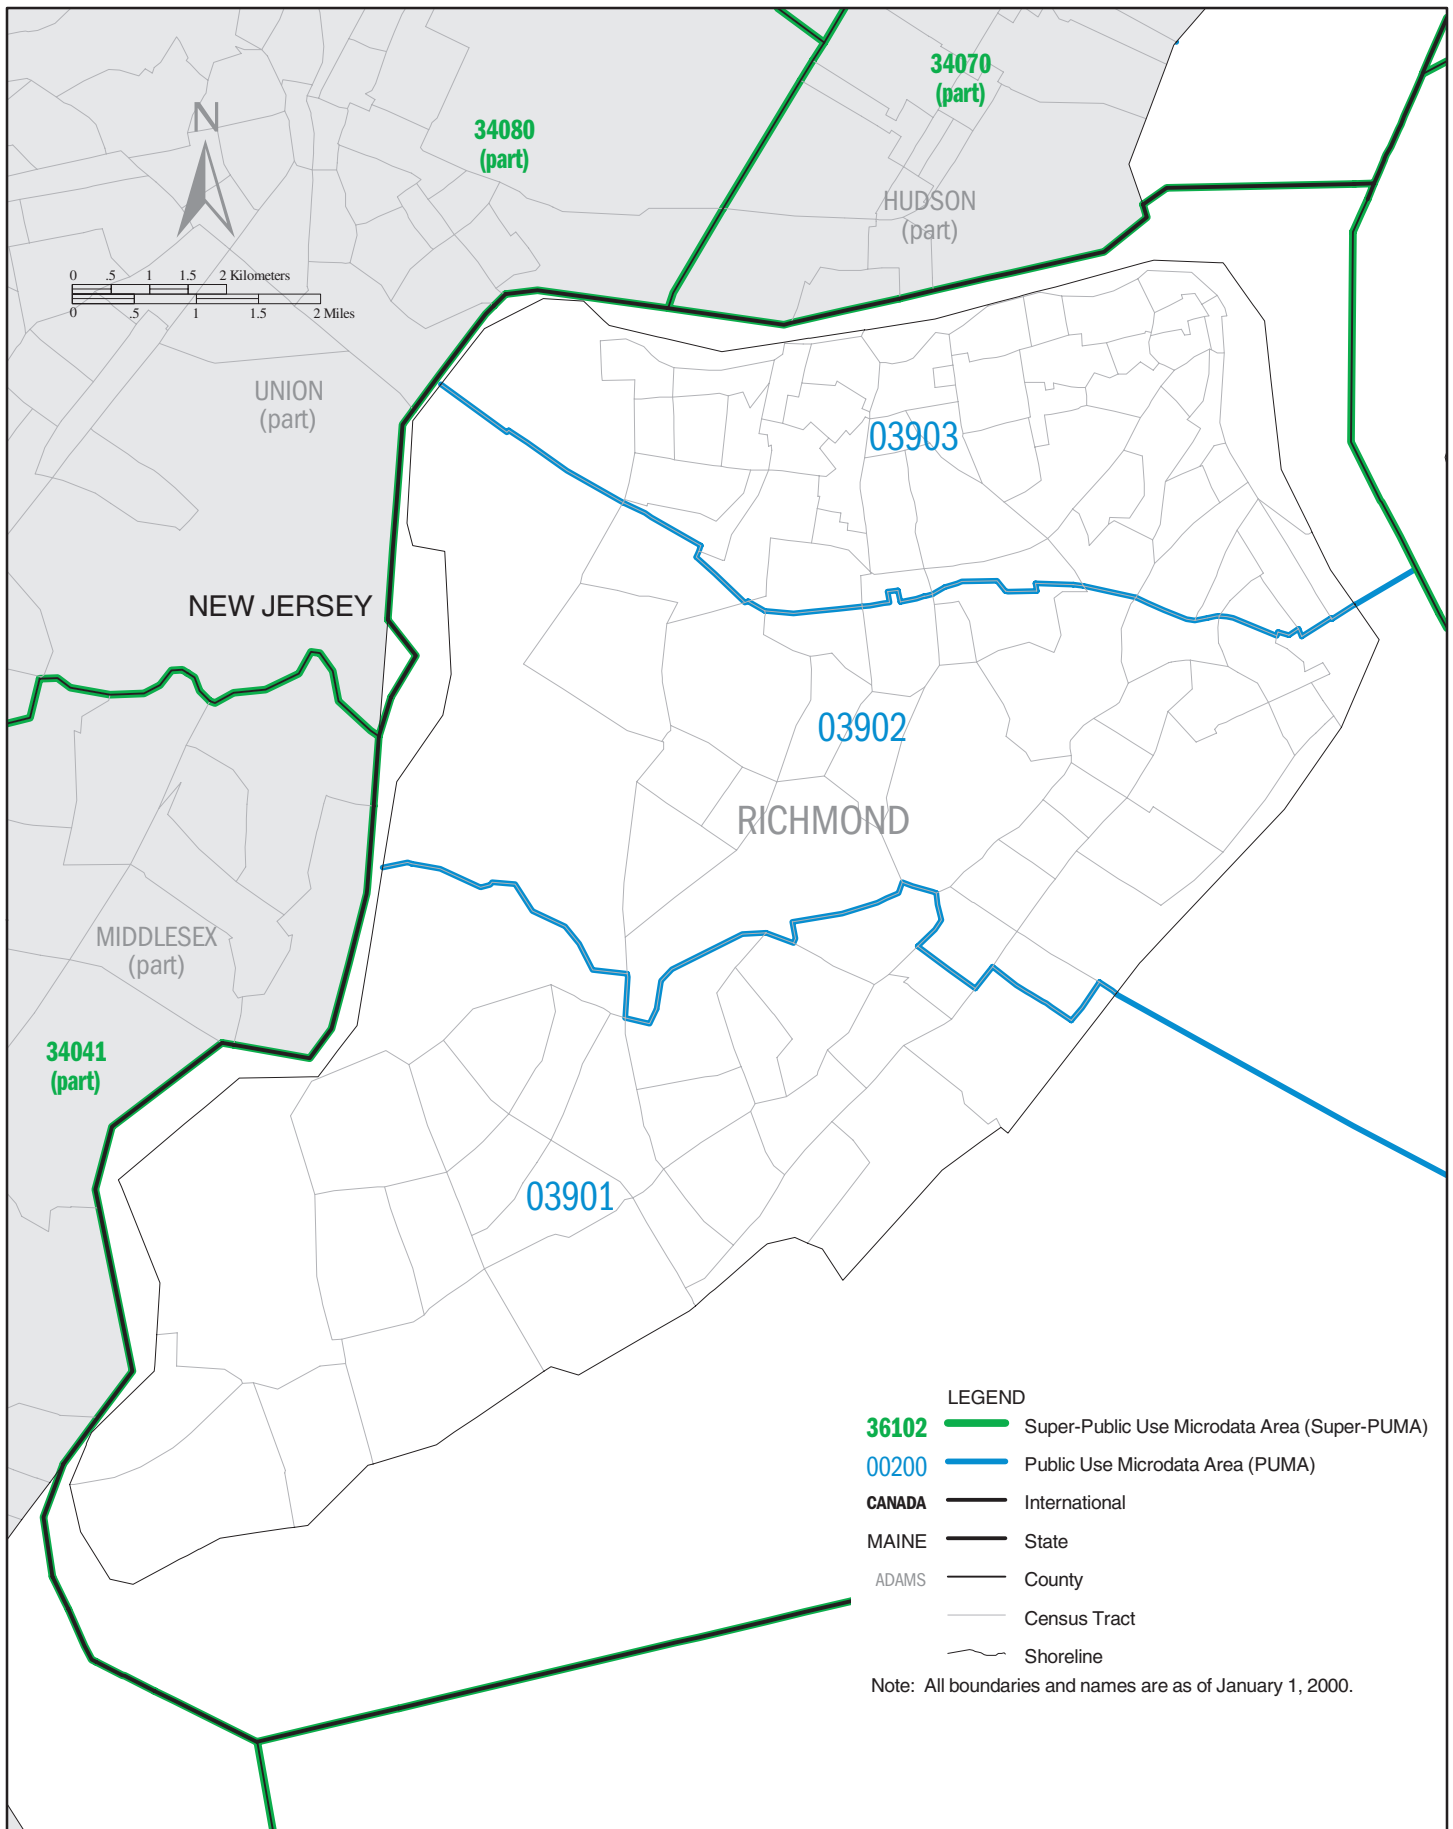 34070
(part)
34080
(part)
N
HUDSON
(part)
0 .5 1 1.5 2 Kilometers
0 .5 1 1.5 2 Miles
UNION
(part)
03903
NEW JERSEY
03902
RICHMOND
MIDDLESEX
(part)
34041
(part)
03901
LEGEND
36102 Super-Public Use Microdata Area (Super-PUMA)
00200 Public Use Microdata Area (PUMA)
CANADA International
MAINE State
ADAMS County
Census Tract
Shoreline
Note: All boundaries and names are as of January 1, 2000.